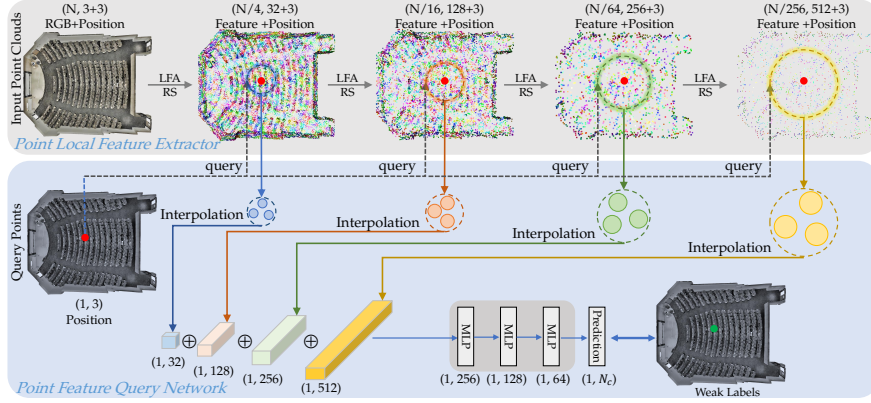 (N, 3+3)
RGB+Position
(N/4, 32+3)
Feature +Position
(N/16, 128+3)
Feature+Position
(N/64, 256+3)
Feature+Position
(N/256, 512+3)
Feature +Position
Input Point Clouds
LFA
RS
LFA
RS
LFA
RS
LFA
RS
Point Local Feature Extractor
query
query
query
query
Query Points
Interpolation
Interpolation
Interpolation
Interpolation
(1, 3)
Position
(1, 32)
(1, 128)
(1, 256)
(1, 512)
MLP
MLP
MLP
Prediction
(1, 256)
(1, 128)
(1, 64)
(1, N_c)
Weak Labels
Point Feature Query Network